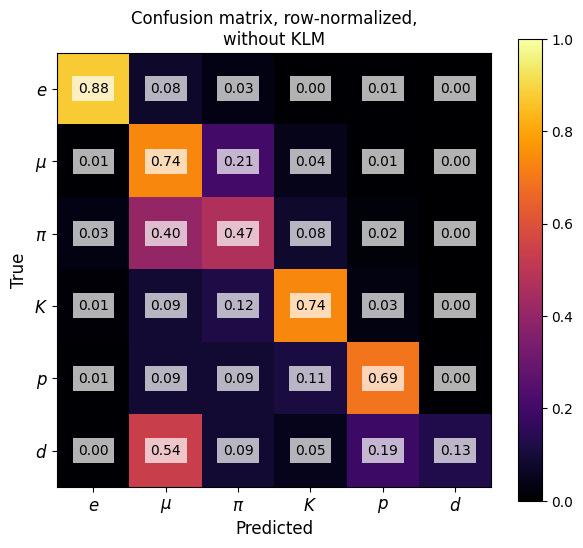 Confusion matrix, row-normalized,
without KLM
e 0.88 0.08 0.03 0.00 0.01 0.00
μ 0.01 0.74 0.21 0.04 0.01 0.00
π 0.03 0.40 0.47 0.08 0.02 0.00
K 0.01 0.09 0.12 0.74 0.03 0.00
p 0.01 0.09 0.09 0.11 0.69 0.00
d 0.00 0.54 0.09 0.05 0.19 0.13
e μ π K p d
Predicted
True
1.0
0.8
0.6
0.4
0.2
0.0